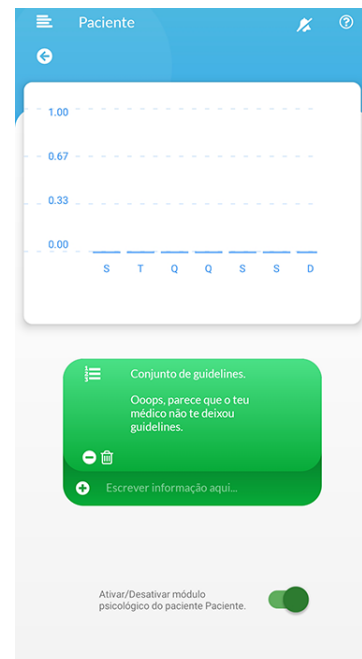 Paciente
1.00
0.67
0.33
0.00
S T Q Q S S D
Conjunto de guidelines.
Ooops, parece que o teu
médico não te deixou
guidelines.
Escrever informação aqui...
Ativar/Desativar módulo
psicológico do paciente Paciente.